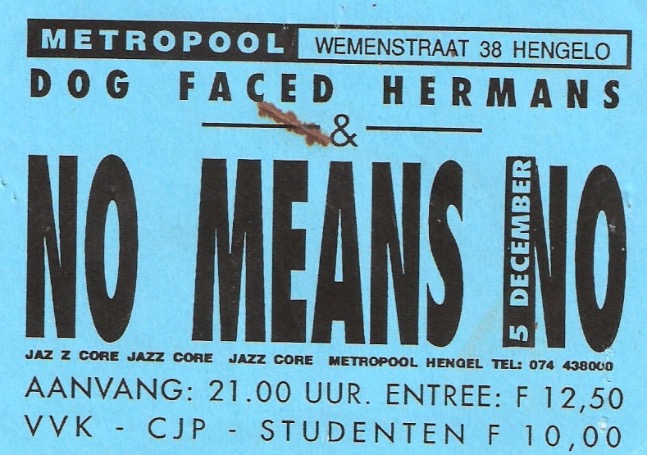 METROPOOL WEMENSTRAAT 38 HENGELO
DOG FACED HERMANS
&
NO MEANS NO
5 DECEMBER
JAZ Z CORE JAZZ CORE JAZZ CORE METROPOOL HENGEL TEL: 074 438000
AANVANG: 21.00 UUR. ENTREE: F 12,50
VVK - CJP - STUDENTEN F 10,00